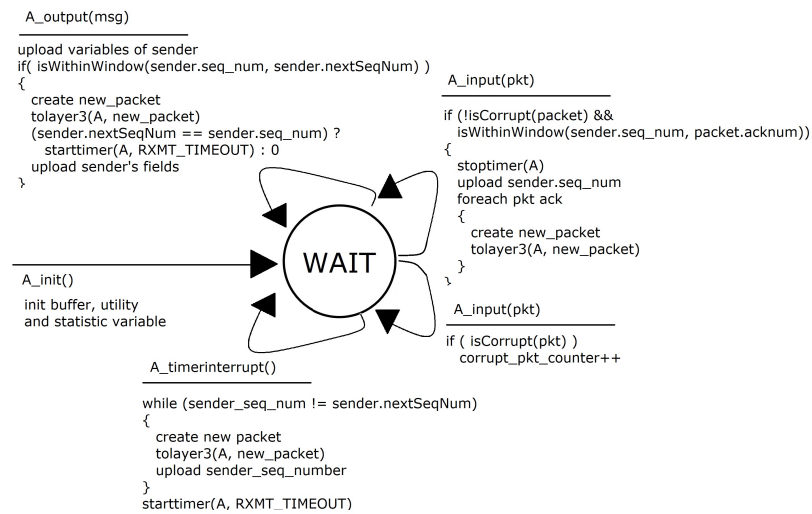 A_output(msg)
upload variables of sender
if( isWithinWindow(sender.seq_num, sender.nextSeqNum) )
{
create new_packet
tolayer3(A, new_packet)
(sender.nextSeqNum == sender.seq_num) ?
starttimer(A, RXMT_TIMEOUT) : 0
upload sender's fields
}
A_input(pkt)
if (!isCorrupt(packet) &&
isWithinWindow(sender.seq_num, packet.acknum))
{
stoptimer(A)
upload sender.seq_num
foreach pkt ack
{
create new_packet
tolayer3(A, new_packet)
}
}
WAIT
A_init()
init buffer, utility
and statistic variable
A_input(pkt)
if ( isCorrupt(pkt) )
corrupt_pkt_counter++
A_timerinterrupt()
while (sender_seq_num != sender.nextSeqNum)
{
create new packet
tolayer3(A, new_packet)
upload sender_seq_number
}
starttimer(A, RXMT_TIMEOUT)